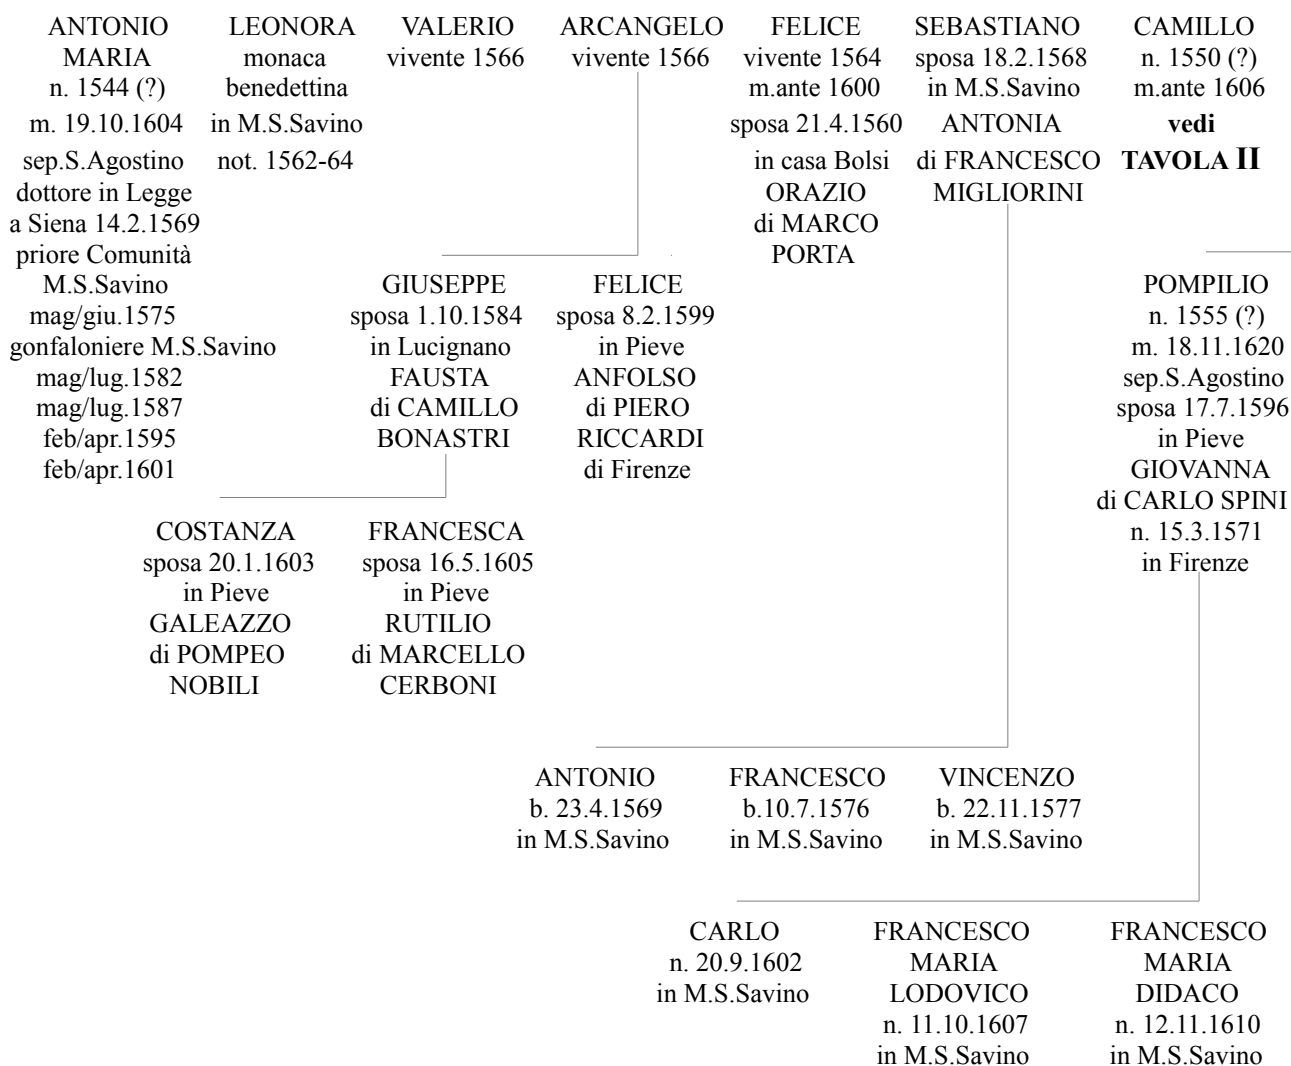 ANTONIO
MARIA
n. 1544 (?)
m. 19.10.1604
sep.S.Agostino
dottore in Legge
a Siena 14.2.1569
priore Comunità
M.S.Savino
mag/giu.1575
gonfaloniere M.S.Savino
mag/lug.1582
mag/lug.1587
feb/apr.1595
feb/apr.1601
LEONORA
monaca
benedettina
in M.S.Savino
not. 1562-64
VALERIO
vivente 1566
ARCANGELO
vivente 1566
FELICE
vivente 1564
m.ante 1600
sposa 21.4.1560
in casa Bolsi
ORAZIO
di MARCO
PORTA
SEBASTIANO
sposa 18.2.1568
in M.S.Savino
ANTONIA
di FRANCESCO
MIGLIORINI
CAMILLO
n. 1550 (?)
m.ante 1606
vedi
TAVOLA II
GIUSEPPE
sposa 1.10.1584
in Lucignano
FAUSTA
di CAMILLO
BONASTRI
FELICE
sposa 8.2.1599
in Pieve
ANFOLSO
di PIERO
RICCARDI
di Firenze
POMPILIO
n. 1555 (?)
m. 18.11.1620
sep.S.Agostino
sposa 17.7.1596
in Pieve
GIOVANNA
di CARLO SPINI
n. 15.3.1571
in Firenze
COSTANZA
sposa 20.1.1603
in Pieve
GALEAZZO
di POMPEO
NOBILI
FRANCESCA
sposa 16.5.1605
in Pieve
RUTILIO
di MARCELLO
CERBONI
ANTONIO
b. 23.4.1569
in M.S.Savino
FRANCESCO
b.10.7.1576
in M.S.Savino
VINCENZO
b. 22.11.1577
in M.S.Savino
CARLO
n. 20.9.1602
in M.S.Savino
FRANCESCO
MARIA
LODOVICO
n. 11.10.1607
in M.S.Savino
FRANCESCO
MARIA
DIDACO
n. 12.11.1610
in M.S.Savino